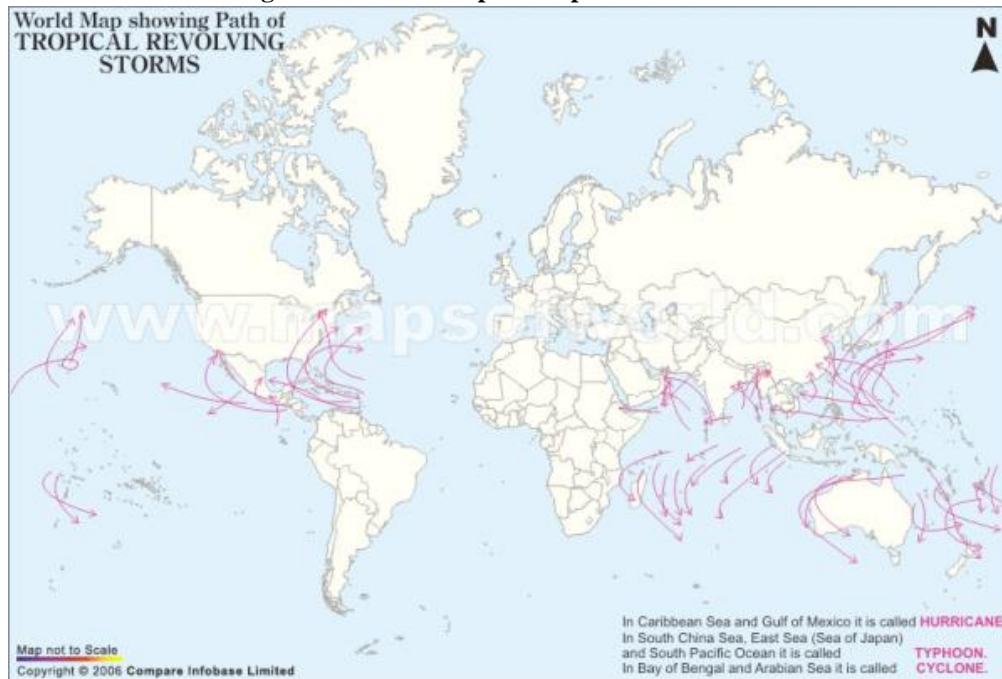 World Map showing Path of
TROPICAL REVOLVING
STORMS
N
www.mapsofworld.com
In Caribbean Sea and Gulf of Mexico it is called HURRICANE
In South China Sea, East Sea (Sea of Japan)
and South Pacific Ocean it is called TYPHOON.
In Bay of Bengal and Arabian Sea it is called CYCLONE.
Map not to Scale
Copyright © 2006 Compare Infobase Limited